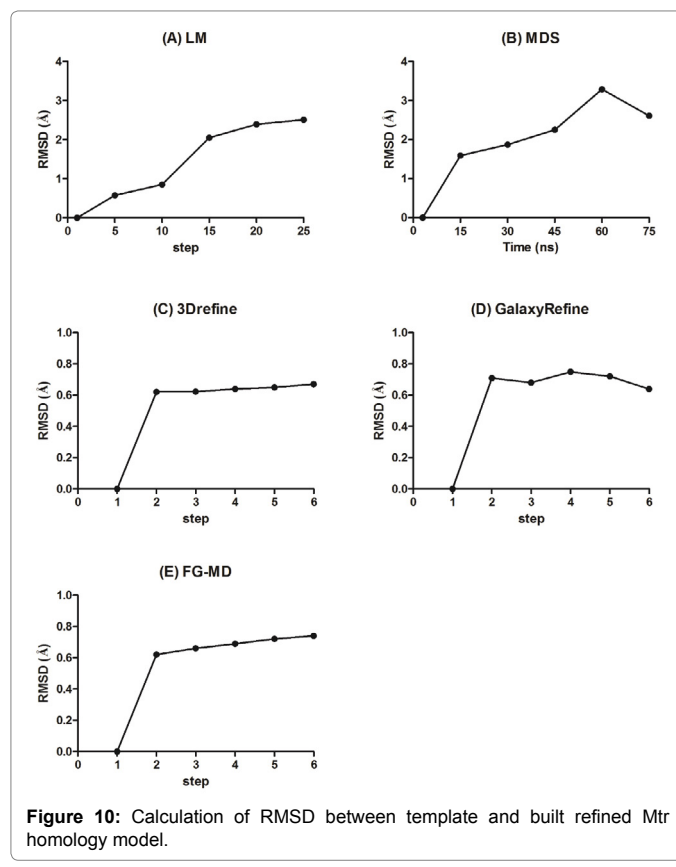 (A) LM
RMSD (Å)
4
3
2
1
0
0 5 10 15 20 25
step
(B) MDS
RMSD (Å)
4
3
2
1
0
0 15 30 45 60 75
Time (ns)
(C) 3Drefine
RMSD (Å)
1.0
0.8
0.6
0.4
0.2
0.0
0 1 2 3 4 5 6
step
(D) GalaxyRefine
RMSD (Å)
1.0
0.8
0.6
0.4
0.2
0.0
0 1 2 3 4 5 6
step
(E) FG-MD
RMSD (Å)
1.0
0.8
0.6
0.4
0.2
0.0
0 1 2 3 4 5 6
step
Figure 10: Calculation of RMSD between template and built refined Mtr
homology model.